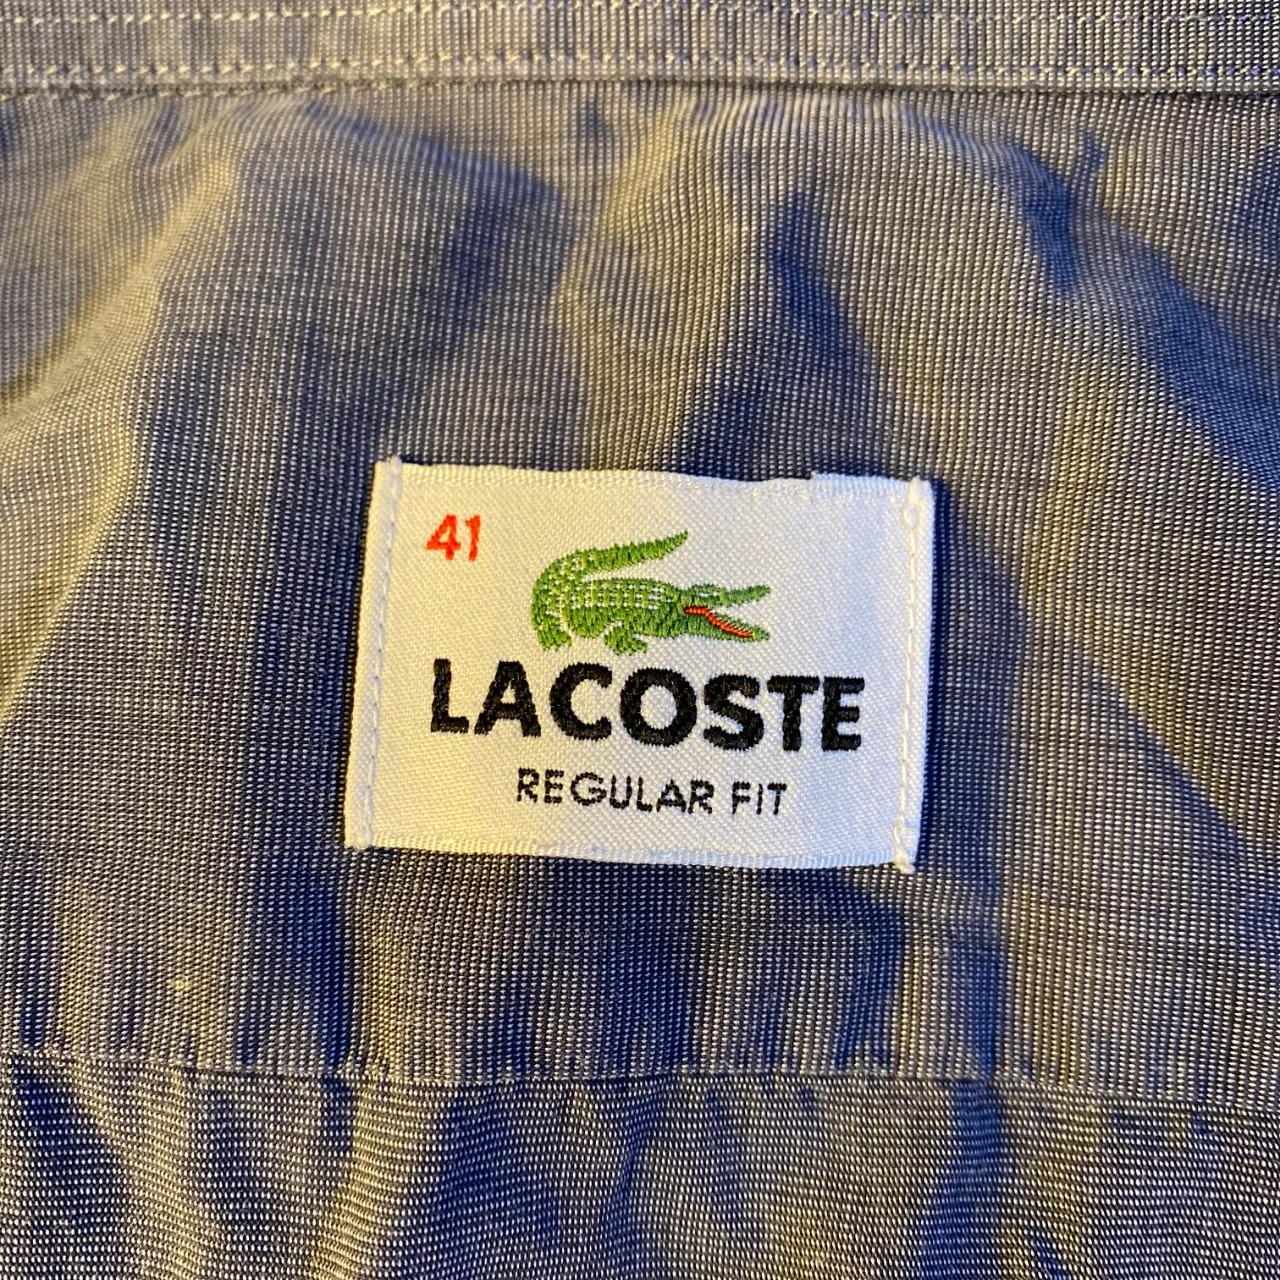 41
LACOSTE
REGULAR FIT